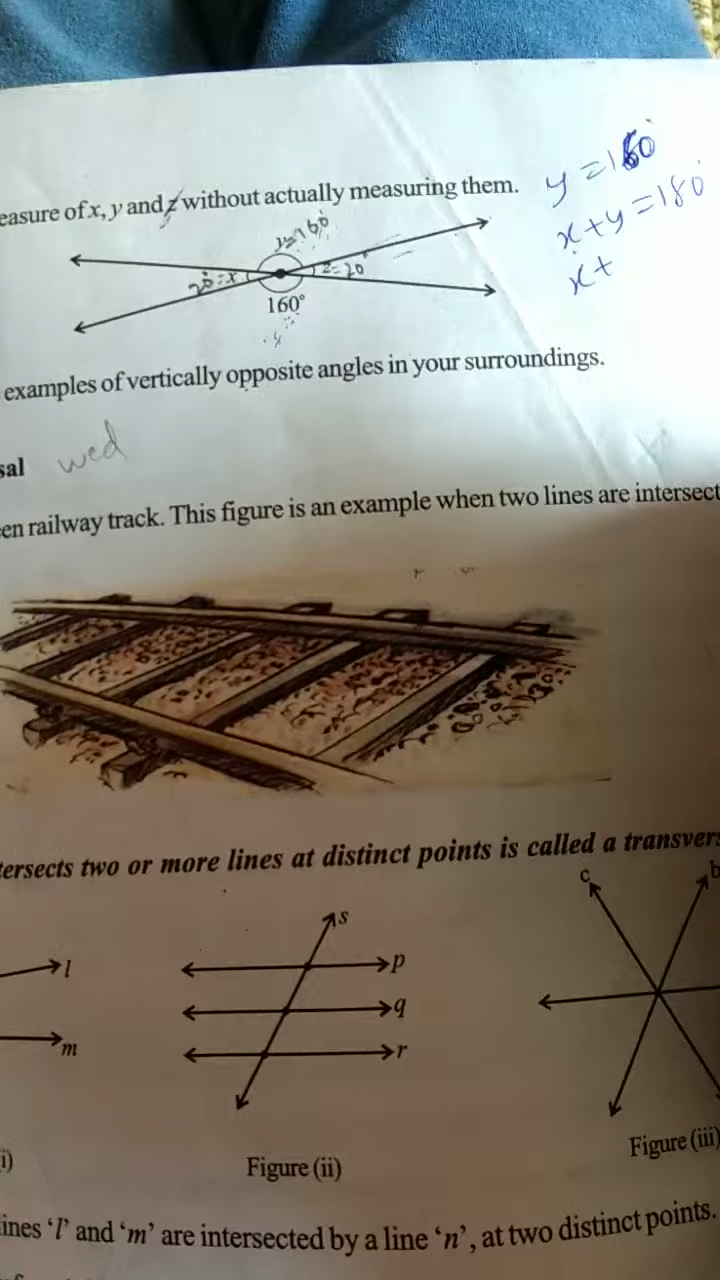 easure of x, y and z without actually measuring them.
y = 160°
x + y = 180°
x +
y = 160°
20° = x
z = 20°
160°
examples of vertically opposite angles in your surroundings.
sal
wed
en railway track. This figure is an example when two lines are intersect
tersects two or more lines at distinct points is called a transvers
l
m
s
p
q
r
c
b
i)
Figure (ii)
Figure (iii)
ines 'l' and 'm' are intersected by a line 'n', at two distinct points.